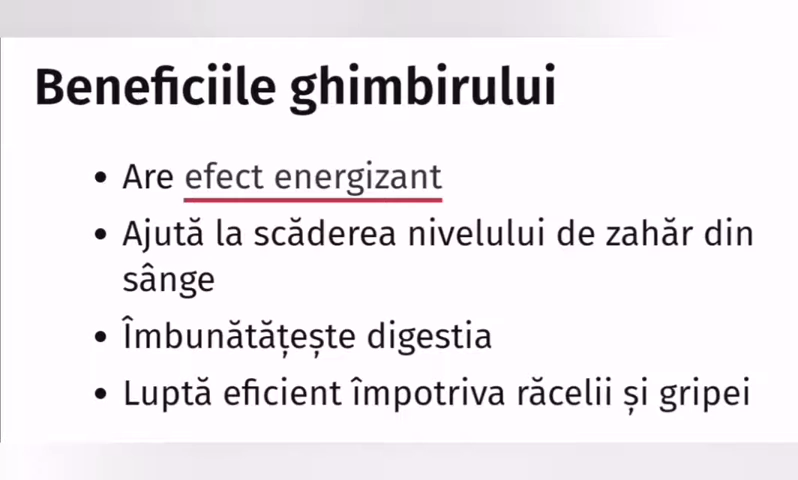 Beneficiile ghimbirului
• Are efect energizant
• Ajută la scăderea nivelului de zahăr din
sânge
• Îmbunătățește digestia
• Luptă eficient împotriva răcelii și gripei